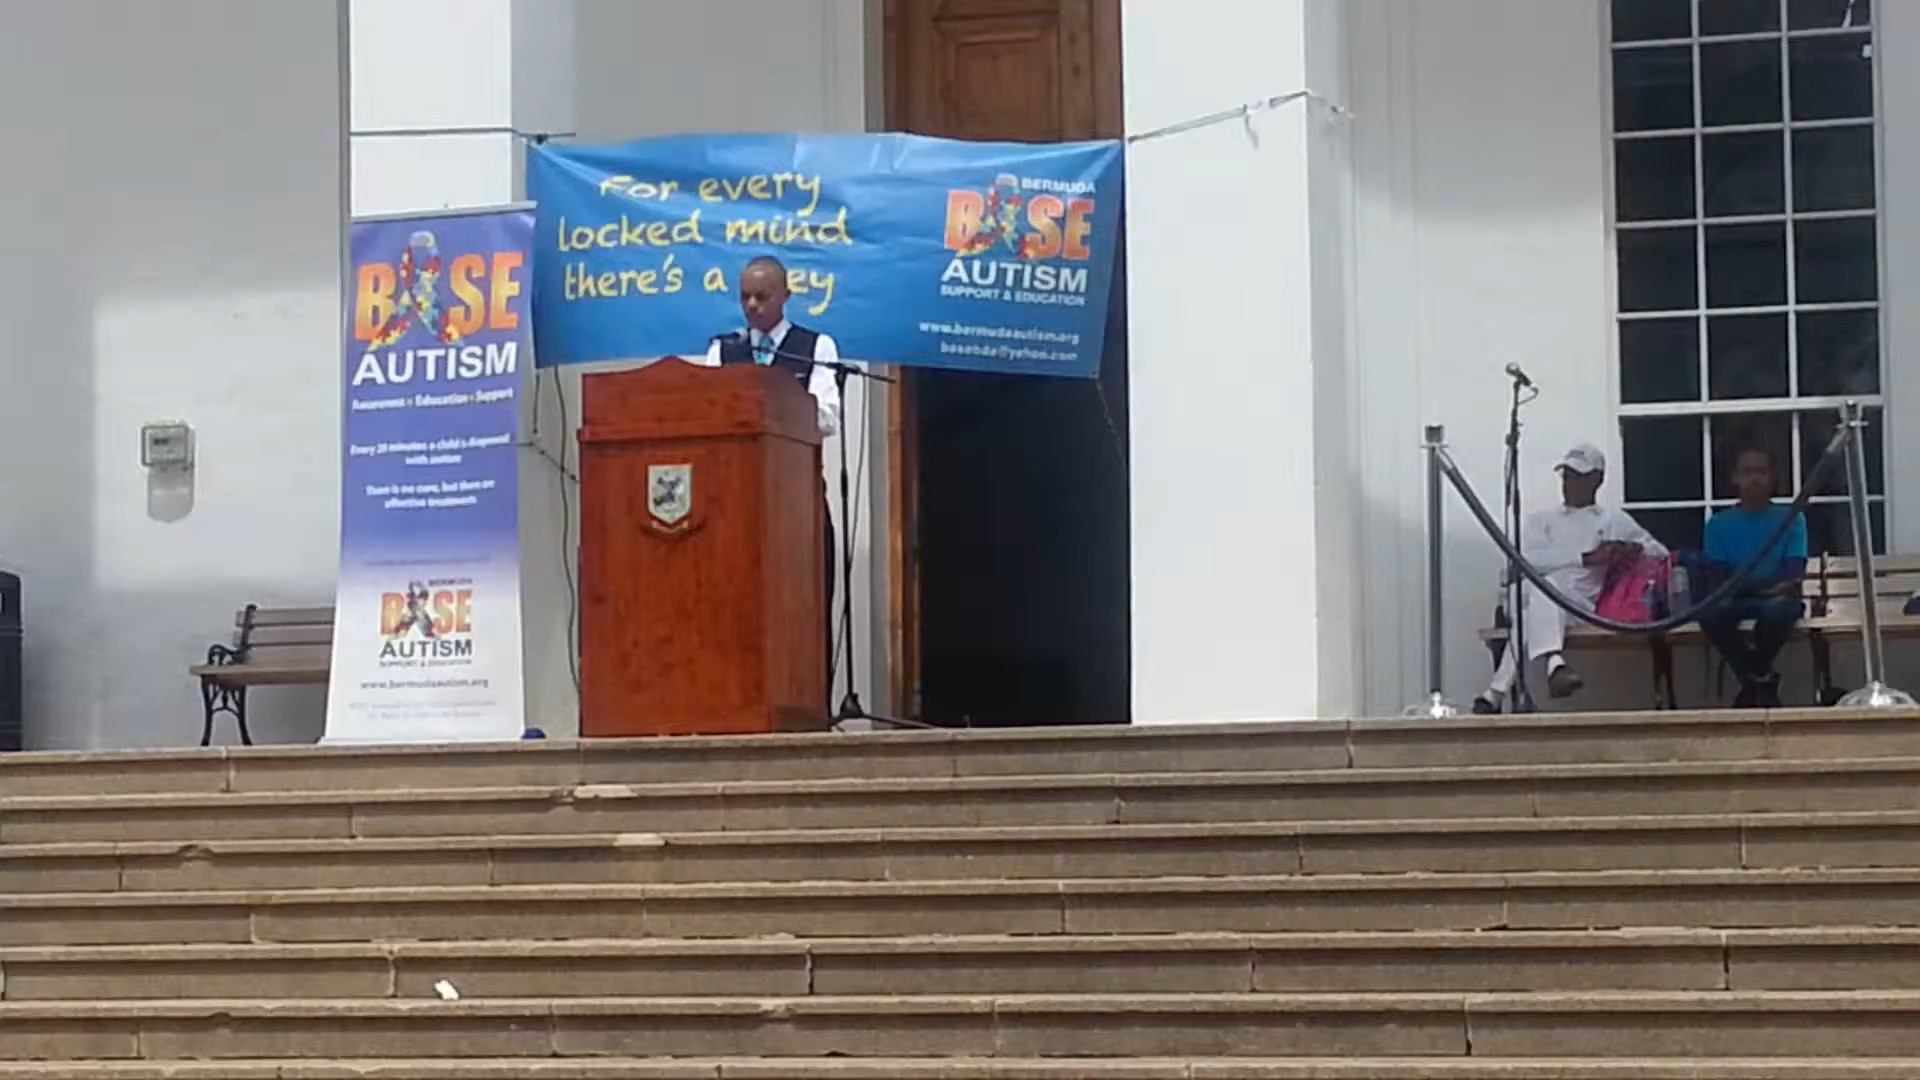 For every
locked mind
there's a ey
BERMUDA
BASE
AUTISM
SUPPORT & EDUCATION
www.bermudaautism.org
basebda@yahoo.com
BASE
AUTISM
Awareness • Education • Support
Every 20 minutes a child is diagnosed
with autism
There is no cure, but there are
effective treatments
BERMUDA
BASE
AUTISM
SUPPORT & EDUCATION
www.bermudaautism.org